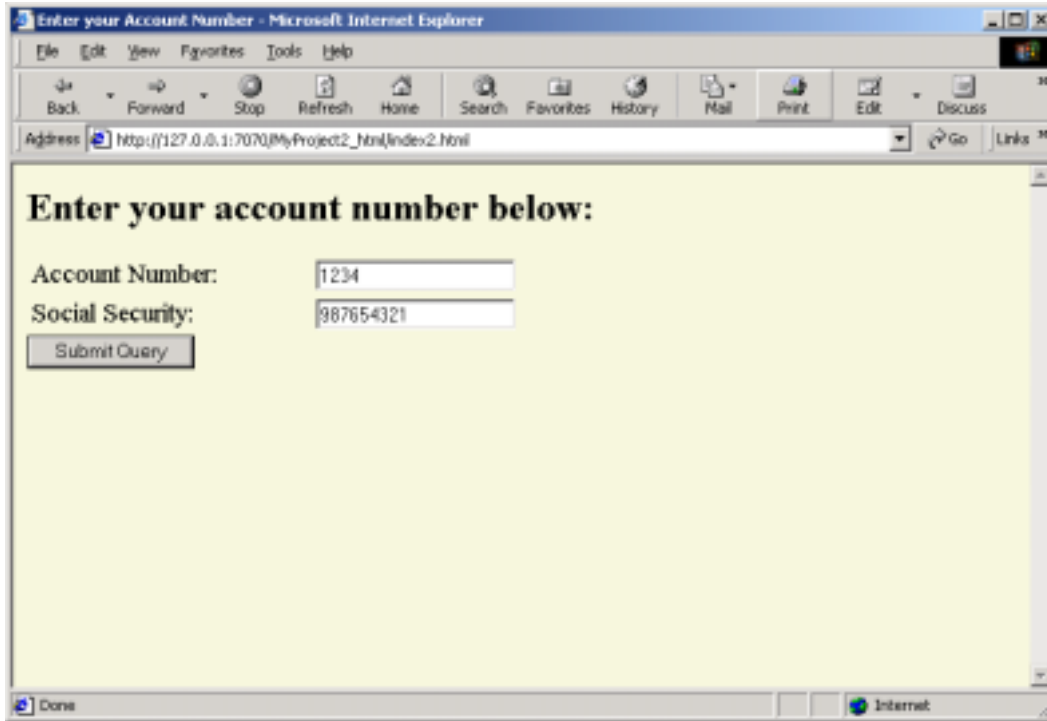 Enter your Account Number - Microsoft Internet Explorer
File Edit View Favorites Tools Help
Back Forward Stop Refresh Home Search Favorites History Mail Print Edit Discuss
Address http://127.0.0.1:7070/MyProject2_html/index2.html Go Links
Enter your account number below:
Account Number: 1234
Social Security: 987654321
Submit Query
Done Internet